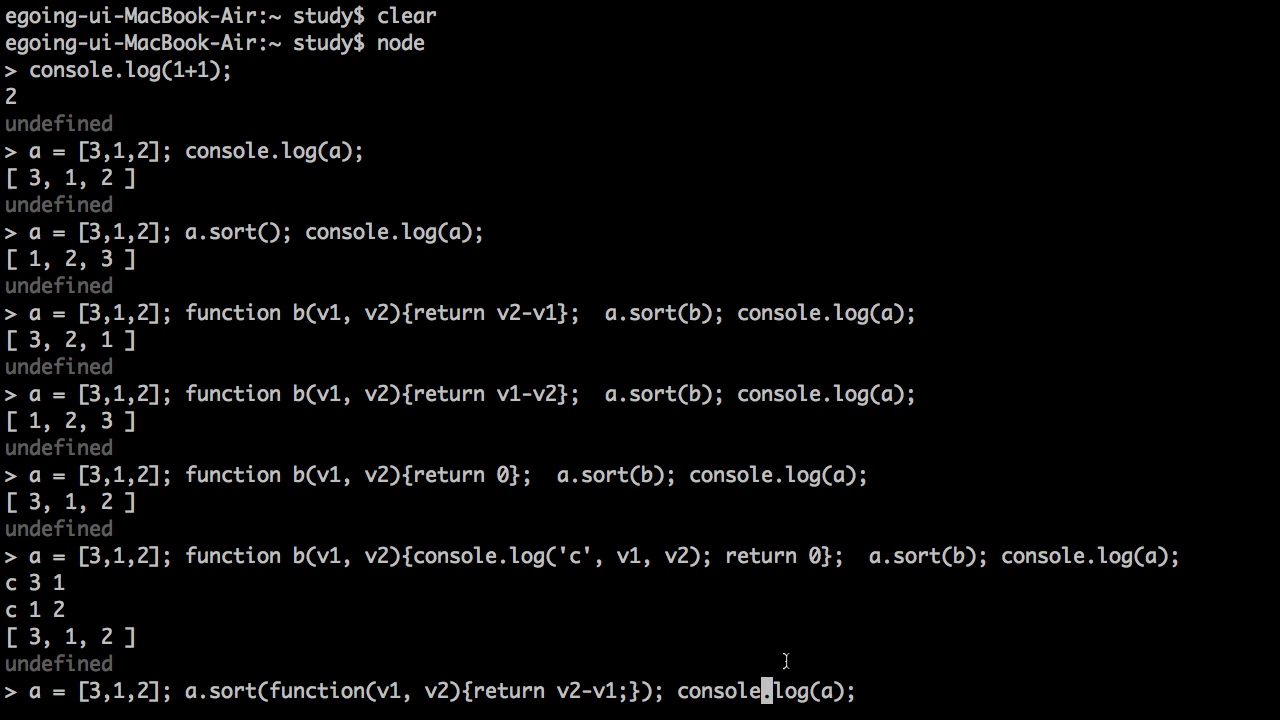 egoing-ui-MacBook-Air:~ study$ clear
egoing-ui-MacBook-Air:~ study$ node
> console.log(1+1);
2
undefined
> a = [3,1,2]; console.log(a);
[ 3, 1, 2 ]
undefined
> a = [3,1,2]; a.sort(); console.log(a);
[ 1, 2, 3 ]
undefined
> a = [3,1,2]; function b(v1, v2){return v2-v1};  a.sort(b); console.log(a);
[ 3, 2, 1 ]
undefined
> a = [3,1,2]; function b(v1, v2){return v1-v2};  a.sort(b); console.log(a);
[ 1, 2, 3 ]
undefined
> a = [3,1,2]; function b(v1, v2){return 0};  a.sort(b); console.log(a);
[ 3, 1, 2 ]
undefined
> a = [3,1,2]; function b(v1, v2){console.log('c', v1, v2); return 0};  a.sort(b); console.log(a);
c 3 1
c 1 2
[ 3, 1, 2 ]
undefined
> a = [3,1,2]; a.sort(function(v1, v2){return v2-v1;}); console.log(a);